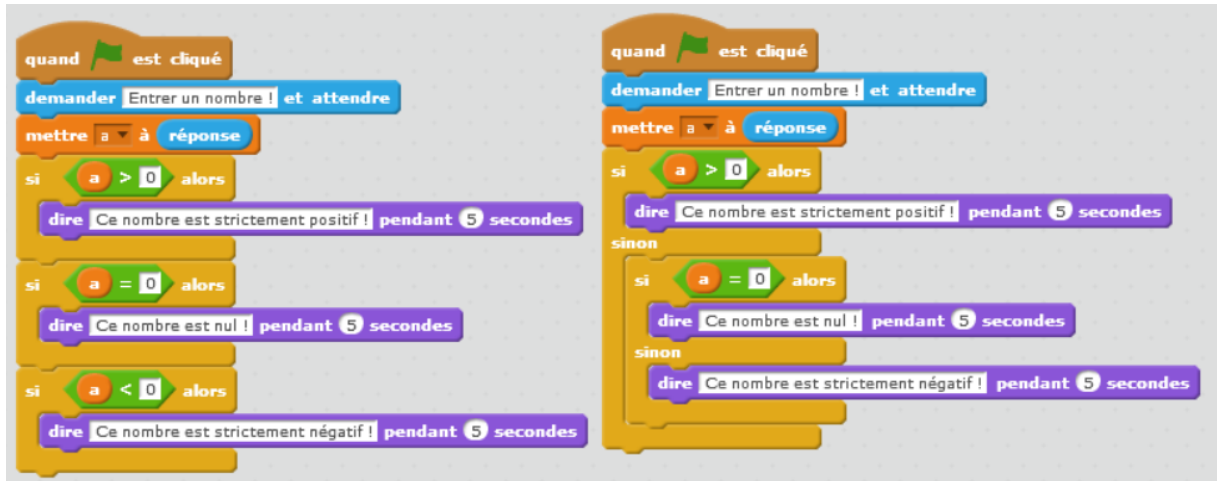 quand est cliqué
demander Entrer un nombre ! et attendre
mettre a à réponse
si a > 0 alors
dire Ce nombre est strictement positif ! pendant 5 secondes
si a = 0 alors
dire Ce nombre est nul ! pendant 5 secondes
si a < 0 alors
dire Ce nombre est strictement négatif ! pendant 5 secondes
quand est cliqué
demander Entrer un nombre ! et attendre
mettre a à réponse
si a > 0 alors
dire Ce nombre est strictement positif ! pendant 5 secondes
sinon
si a = 0 alors
dire Ce nombre est nul ! pendant 5 secondes
sinon
dire Ce nombre est strictement négatif ! pendant 5 secondes